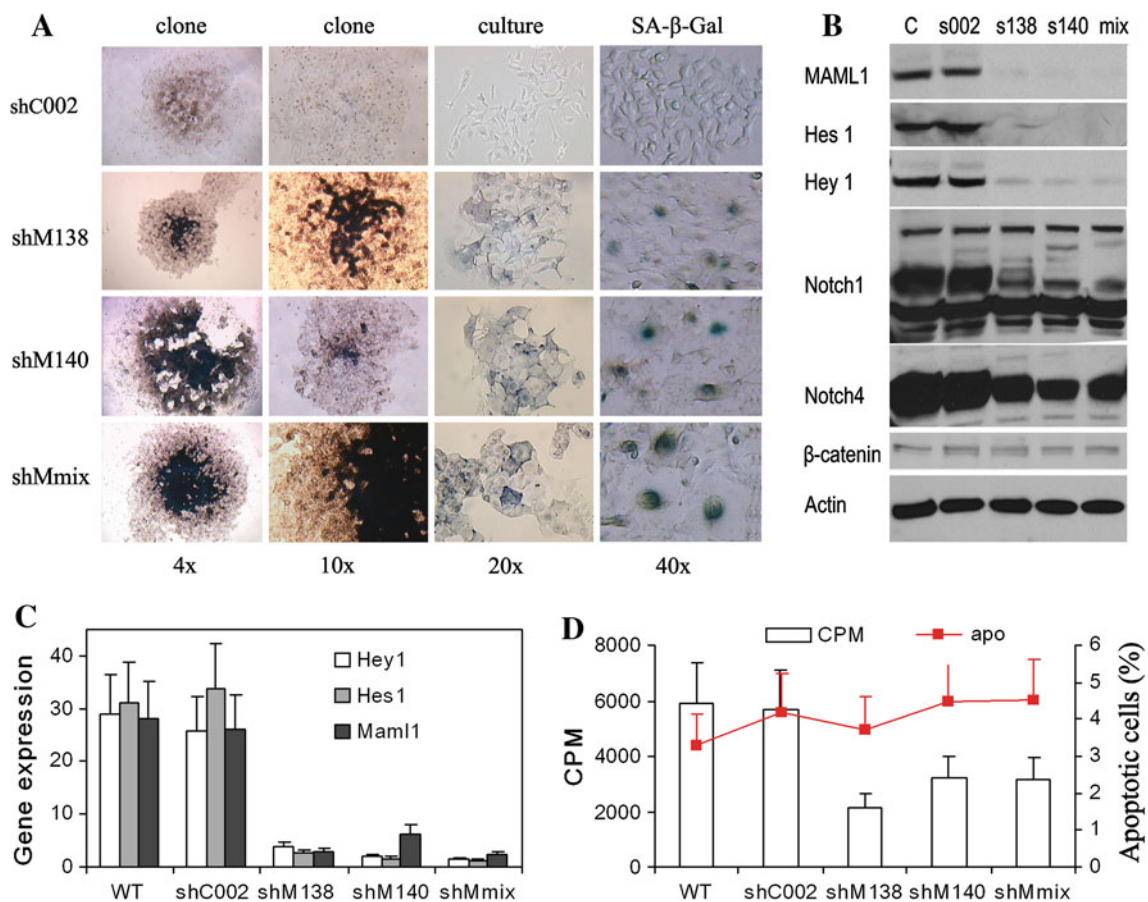 A
clone
clone
culture
SA-β-Gal
shC002
shM138
shM140
shMmix
4x
10x
20x
40x
B
C s002 s138 s140 mix
MAML1
Hes 1
Hey 1
Notch1
Notch4
β-catenin
Actin
C
Gene expression
40
30
20
10
0
Hey1
Hes1
Maml1
WT shC002 shM138 shM140 shMmix
D
CPM
apo
CPM
8000
6000
4000
2000
0
6
5
4
3
2
1
0
Apoptotic cells (%)
WT shC002 shM138 shM140 shMmix